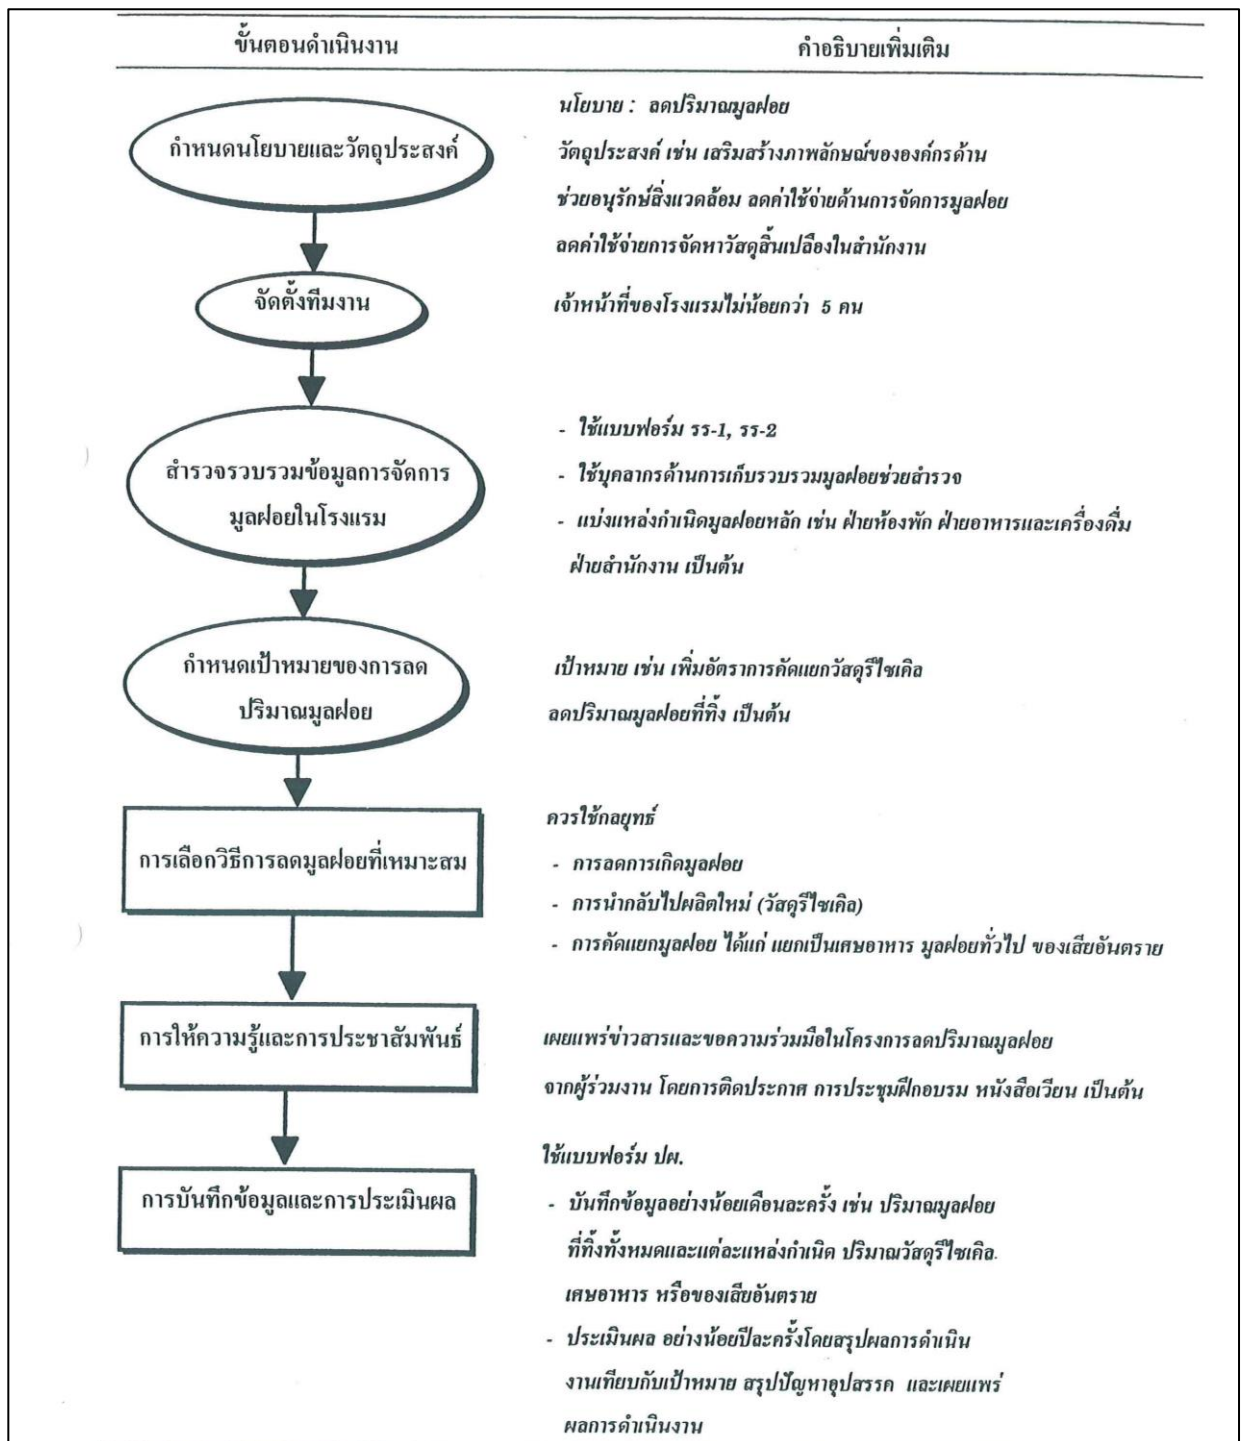 ขั้นตอนดำเนินงาน
คำอธิบายเพิ่มเติม
กำหนดนโยบายและวัตถุประสงค์
นโยบาย : ลดปริมาณมูลฝอย
วัตถุประสงค์ เช่น เสริมสร้างภาพลักษณ์ขององค์กรด้าน
ช่วยอนุรักษ์สิ่งแวดล้อม ลดค่าใช้จ่ายด้านการจัดการมูลฝอย
ลดค่าใช้จ่ายการจัดหาวัสดุสิ้นเปลืองในสำนักงาน
จัดตั้งทีมงาน
เจ้าหน้าที่ของโรงแรมไม่น้อยกว่า 5 คน
สำรวจรวบรวมข้อมูลการจัดการ
มูลฝอยในโรงแรม
- ใช้แบบฟอร์ม รร-1, รร-2
- ใช้บุคลากรด้านการเก็บรวบรวมมูลฝอยช่วยสำรวจ
- แบ่งแหล่งกำเนิดมูลฝอยหลัก เช่น ฝ่ายห้องพัก ฝ่ายอาหารและเครื่องดื่ม
ฝ่ายสำนักงาน เป็นต้น
กำหนดเป้าหมายของการลด
ปริมาณมูลฝอย
เป้าหมาย เช่น เพิ่มอัตราการคัดแยกวัสดุรีไซเคิล
ลดปริมาณมูลฝอยที่ทิ้ง เป็นต้น
การเลือกวิธีการลดมูลฝอยที่เหมาะสม
ควรใช้กลยุทธ์
- การลดการเกิดมูลฝอย
- การนำกลับไปผลิตใหม่ (วัสดุรีไซเคิล)
- การคัดแยกมูลฝอย ได้แก่ แยกเป็นเศษอาหาร มูลฝอยทั่วไป ของเสียอันตราย
การให้ความรู้และการประชาสัมพันธ์
เผยแพร่ข่าวสารและขอความร่วมมือในโครงการลดปริมาณมูลฝอย
จากผู้ร่วมงาน โดยการติดประกาศ การประชุมฝึกอบรม หนังสือเวียน เป็นต้น
การบันทึกข้อมูลและการประเมินผล
ใช้แบบฟอร์ม ปผ.
- บันทึกข้อมูลอย่างน้อยเดือนละครั้ง เช่น ปริมาณมูลฝอย
ที่ทิ้งทั้งหมดและแต่ละแหล่งกำเนิด ปริมาณวัสดุรีไซเคิล
เศษอาหาร หรือของเสียอันตราย
- ประเมินผล อย่างน้อยปีละครั้งโดยสรุปผลการดำเนิน
งานเทียบกับเป้าหมาย สรุปปัญหาอุปสรรค และเผยแพร่
ผลการดำเนินงาน